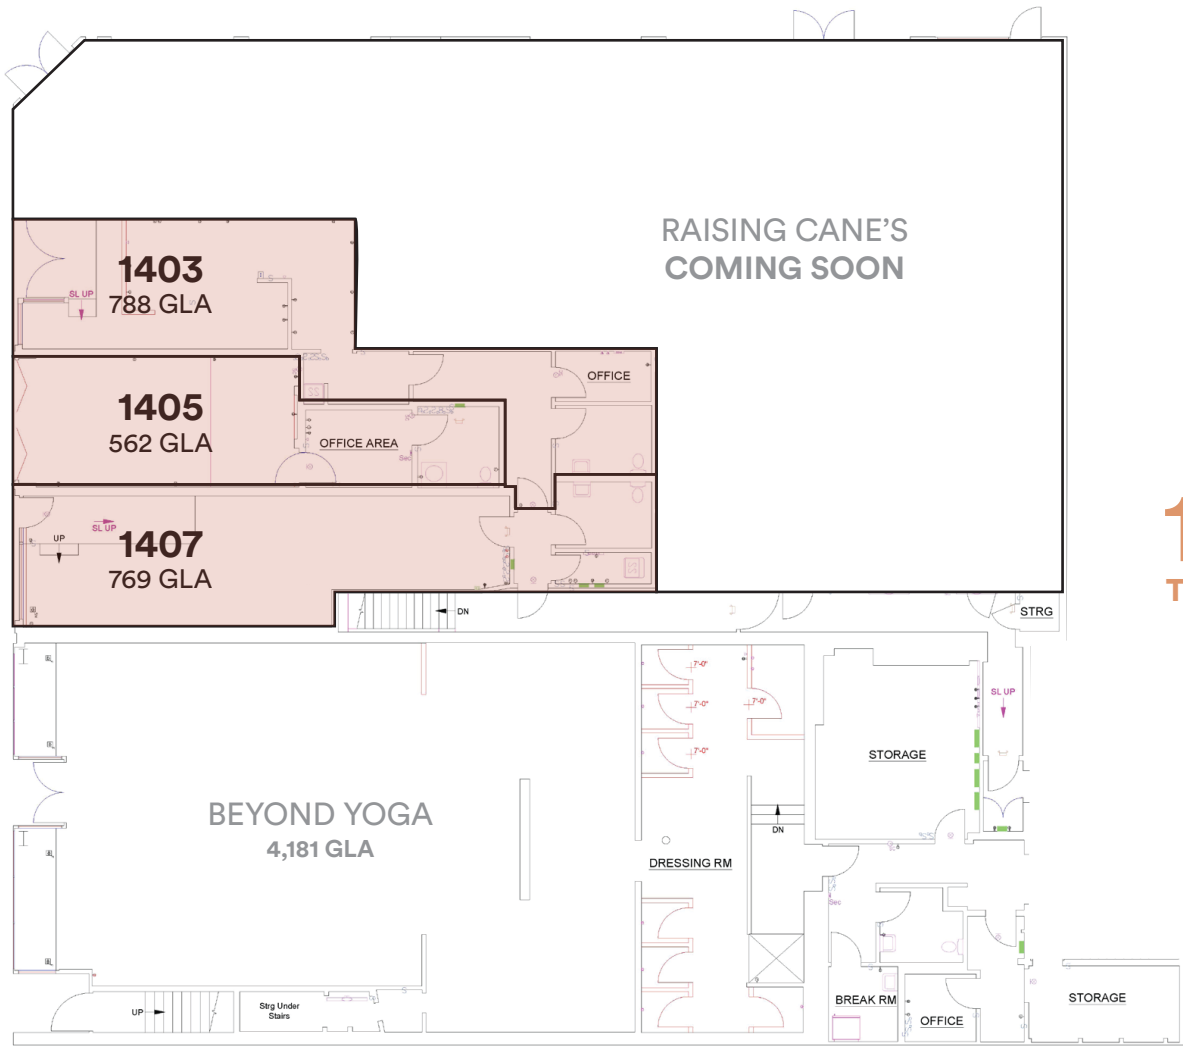 RAISING CANE'S
COMING SOON
1403
788 GLA
SL UP
OFFICE
1405
562 GLA
OFFICE AREA
Sec
1407
769 GLA
SL UP
UP
DN
STRG
7'-0"
7'-0"
7'-0"
7'-0"
SL UP
STORAGE
BEYOND YOGA
4,181 GLA
DN
DRESSING RM
Sec
UP
Strg Under
Stairs
BREAK RM
OFFICE
STORAGE